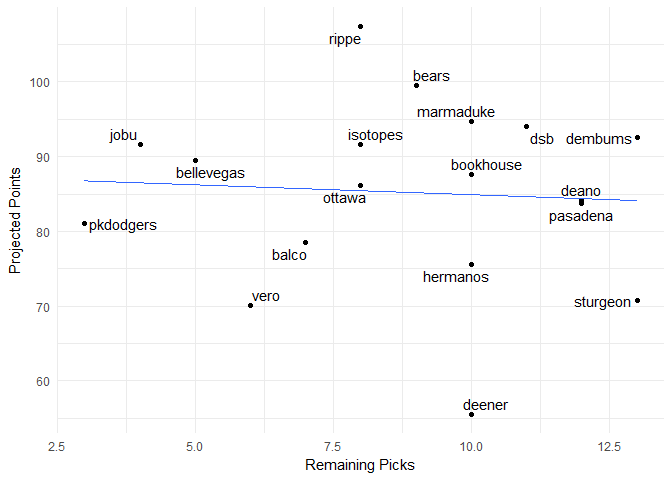 rippe
bears
100
marmaduke
jobu
isotopes
dsb
dembums
90
bookhouse
bellevegas
deano
ottawa
pasadena
pkdodgers
80
balco
hermanos
vero
sturgeon
70
60
deener
Projected Points
2.5
5.0
7.5
10.0
12.5
Remaining Picks